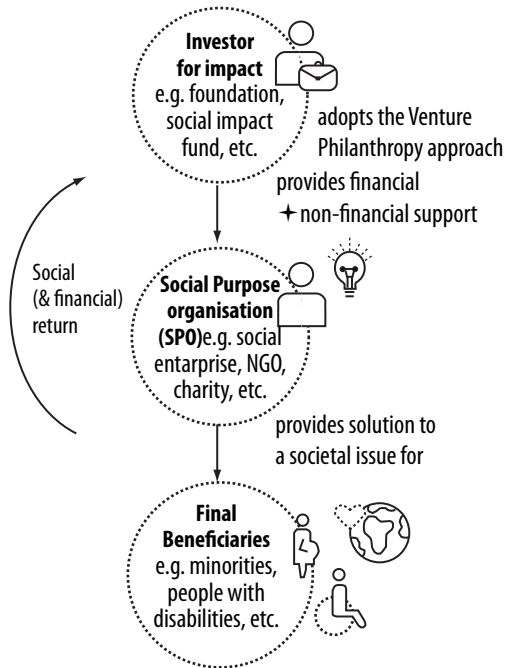 Investor
for impact
e.g. foundation,
social impact
fund, etc.
adopts the Venture
Philanthropy approach
provides financial
+ non-financial support
Social
(& financial)
return
Social Purpose
organisation
(SPO)e.g. social
entarprise, NGO,
charity, etc.
provides solution to
a societal issue for
Final
Beneficiaries
e.g. minorities,
people with
disabilities, etc.